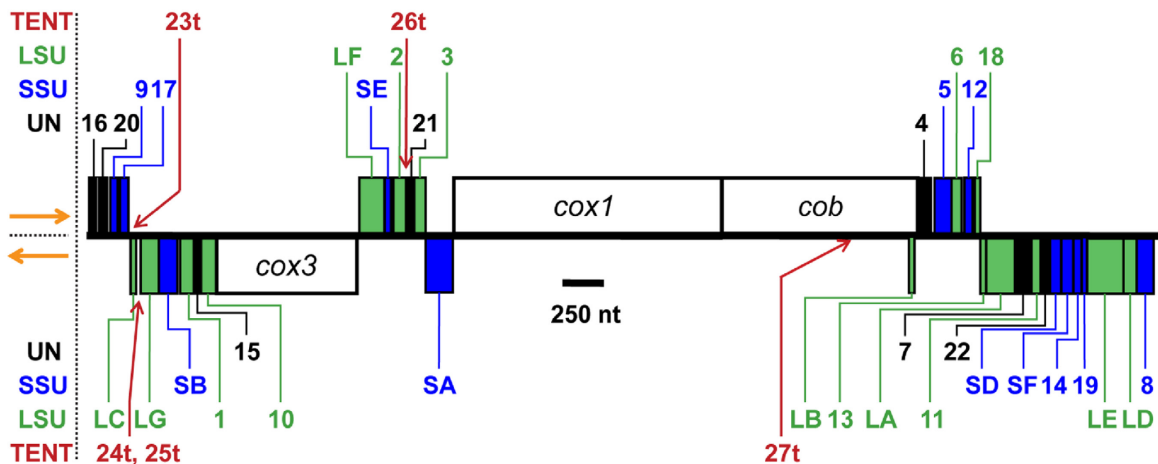 TENT 23t 26t
LSU LF 2 3 6 18
SSU 9 17 SE 5 12
UN 16 20 21 4
cox1 cob
cox3
250 nt
UN 15 7 22
SSU SB SA SD SF 14 19 8
LSU LC LG 1 10 LB 13 LA 11 LE LD
TENT 24t, 25t 27t